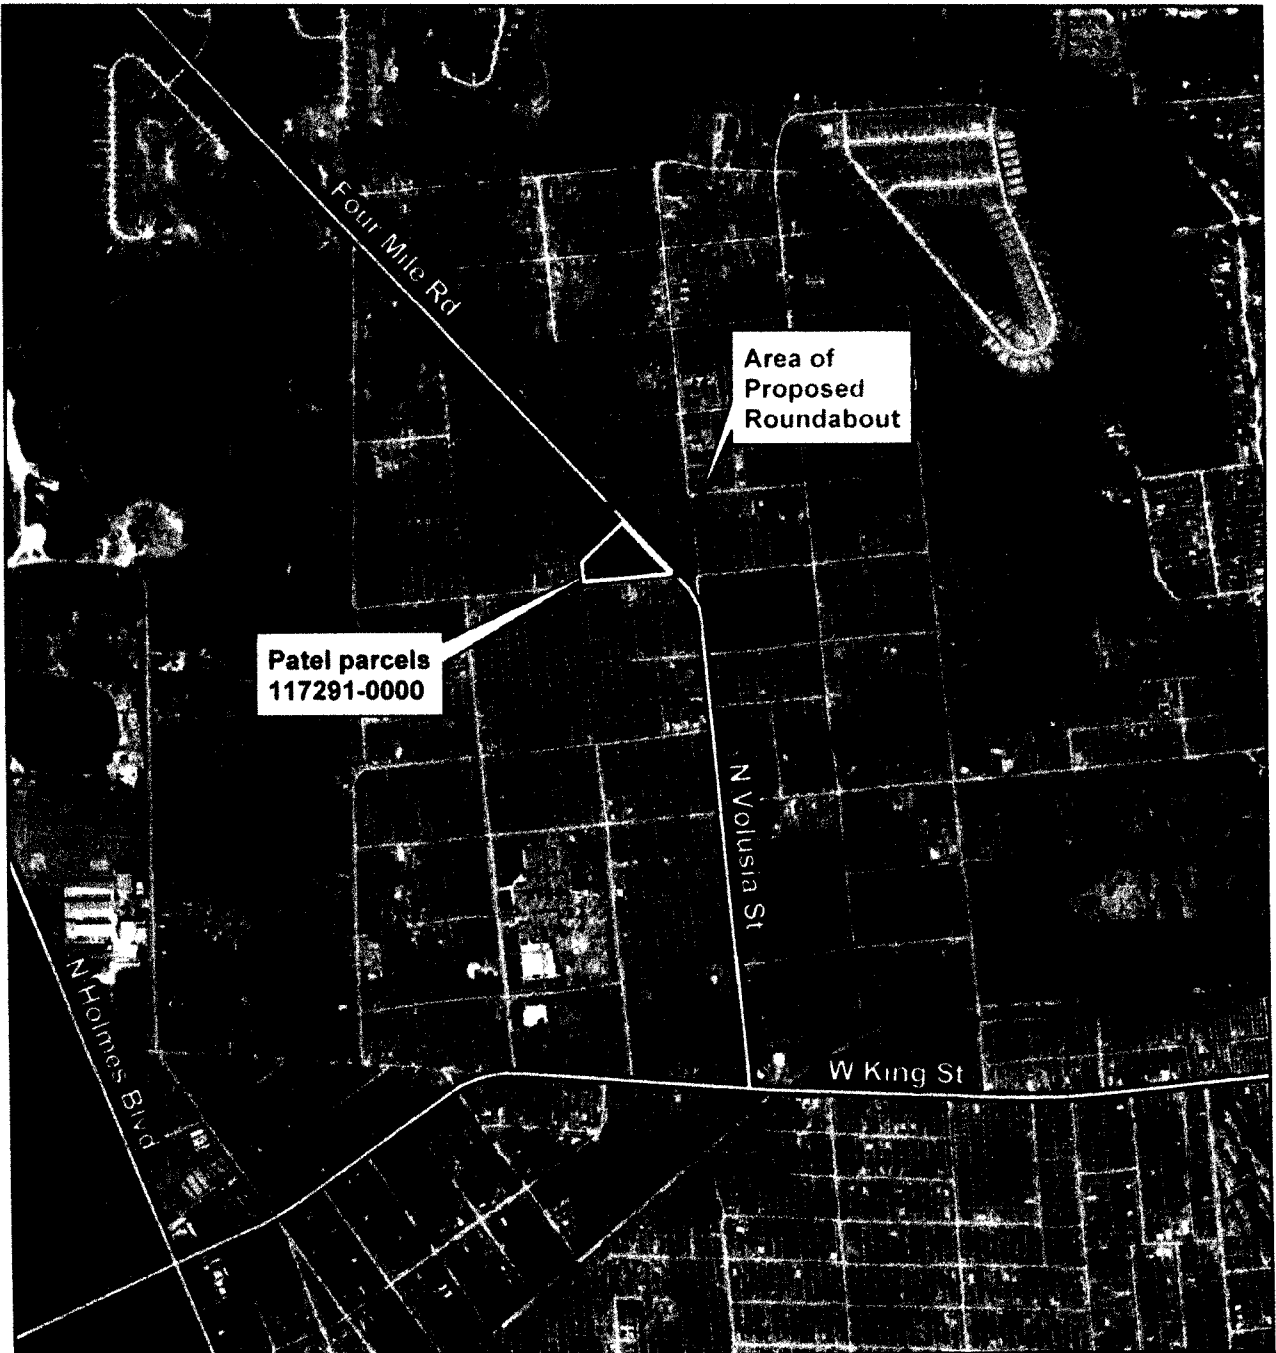 Four Mile Rd
Area of
Proposed
Roundabout
Patel parcels
117291-0000
N Volusia St
N Holmes Blvd
W King St